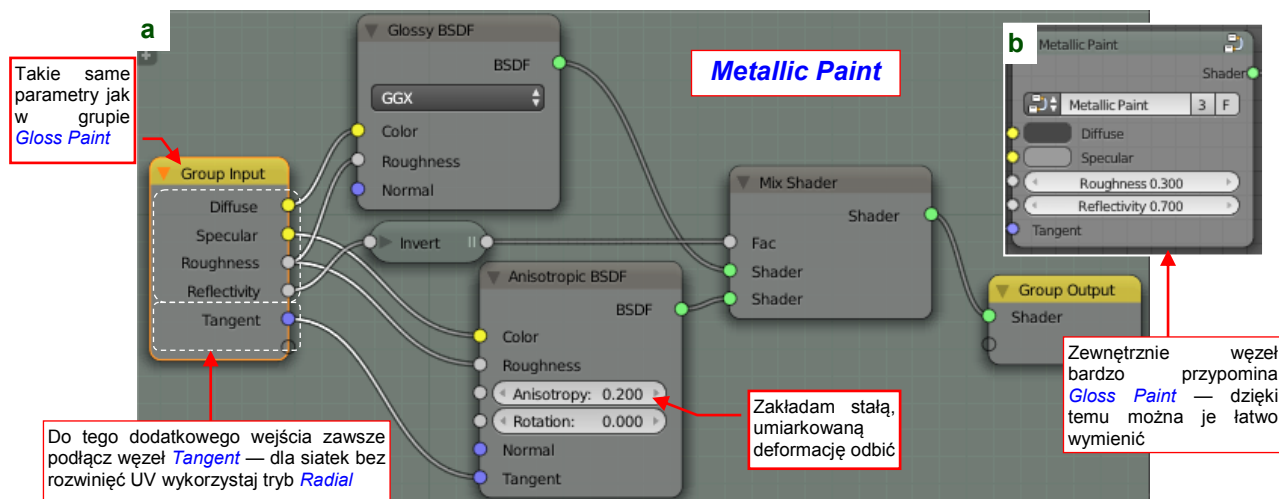 a
Takie same
parametry jak
w grupie
Gloss Paint
Group Input
Diffuse
Specular
Roughness
Reflectivity
Tangent
Do tego dodatkowego wejścia zawsze
podłącz węzeł Tangent — dla siatek bez
rozwinięć UV wykorzystaj tryb Radial
Glossy BSDF
BSDF
GGX
Color
Roughness
Normal
Invert
Anisotropic BSDF
BSDF
Color
Roughness
Anisotropy: 0.200
Rotation: 0.000
Normal
Tangent
Metallic Paint
Mix Shader
Shader
Fac
Shader
Shader
Zakładam stałą,
umiarkowaną
deformację odbić
Group Output
Shader
b
Metallic Paint
Shader
Metallic Paint 3 F
Diffuse
Specular
Roughness 0.300
Reflectivity 0.700
Tangent
Zewnętrznie węzeł
bardzo przypomina
Gloss Paint — dzięki
temu można je łatwo
wymienić